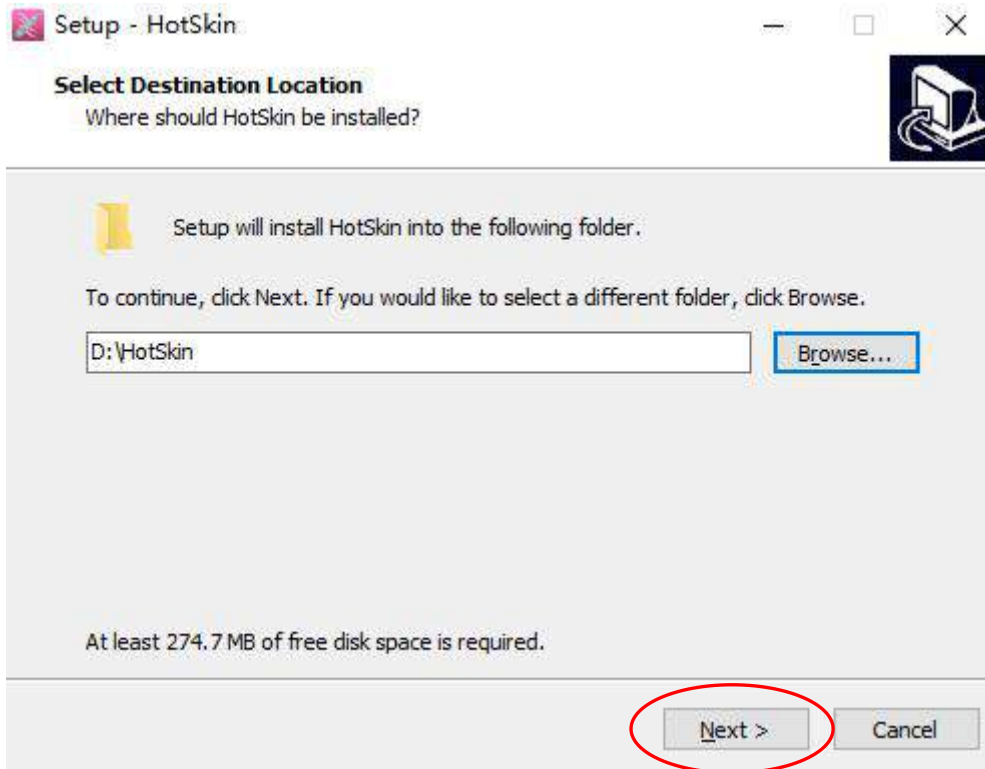 Setup - HotSkin
Select Destination Location
Where should HotSkin be installed?
Setup will install HotSkin into the following folder.
To continue, click Next. If you would like to select a different folder, click Browse.
D:\HotSkin
Browse...
At least 274.7 MB of free disk space is required.
Next >
Cancel